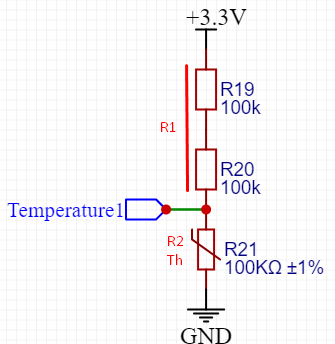 +3.3V
R19
100k
R1
R20
100k
Temperature1
R2
Th
R21
100KΩ ±1%
GND